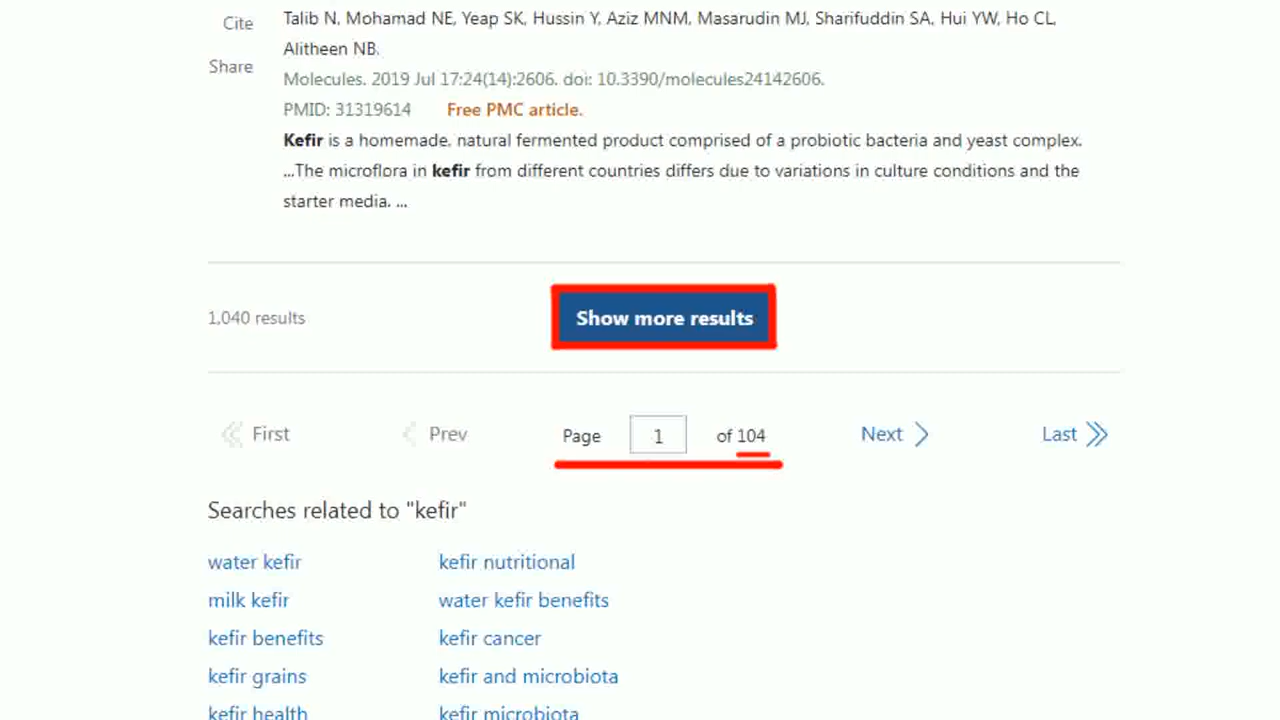 Cite
Talib N, Mohamad NE, Yeap SK, Hussin Y, Aziz MNM, Masarudin MJ, Sharifuddin SA, Hui YW, Ho CL,
Alitheen NB.
Share
Molecules. 2019 Jul 17;24(14):2606. doi: 10.3390/molecules24142606.
PMID: 31319614 Free PMC article.
Kefir is a homemade, natural fermented product comprised of a probiotic bacteria and yeast complex.
...The microflora in kefir from different countries differs due to variations in culture conditions and the
starter media. ...
1,040 results
Show more results
First Prev Page 1 of 104 Next Last
Searches related to "kefir"
water kefir kefir nutritional
milk kefir water kefir benefits
kefir benefits kefir cancer
kefir grains kefir and microbiota
kefir health kefir microbiota